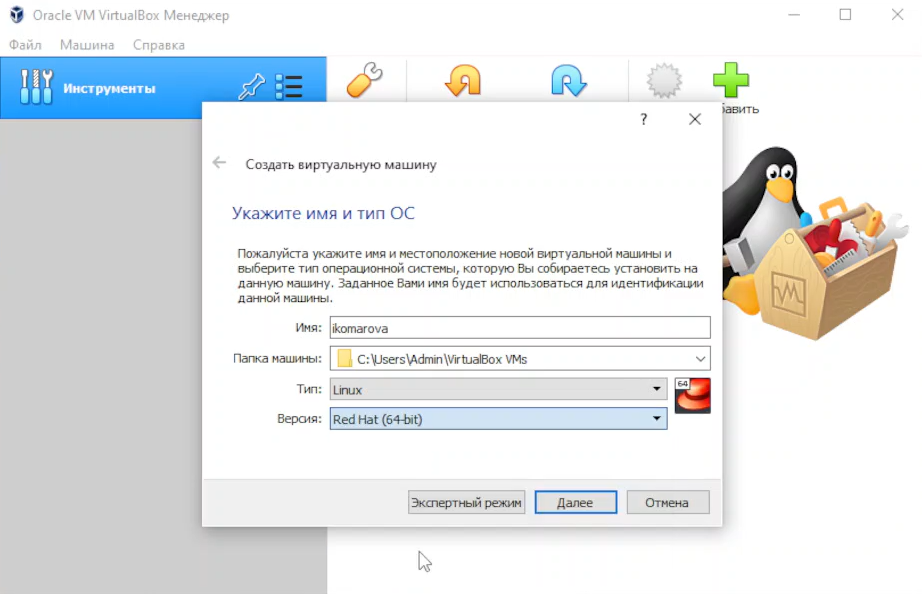 Oracle VM VirtualBox Менеджер
Файл Машина Справка
Инструменты
?
Создать виртуальную машину
Укажите имя и тип ОС
Пожалуйста укажите имя и местоположение новой виртуальной машины и
выберите тип операционной системы, которую Вы собираетесь установить на
данную машину. Заданное Вами имя будет использоваться для идентификации
данной машины.
Имя: ikomarova
Папка машины: C:\Users\Admin\VirtualBox VMs
Тип: Linux
64
Версия: Red Hat (64-bit)
Экспертный режим Далее Отмена